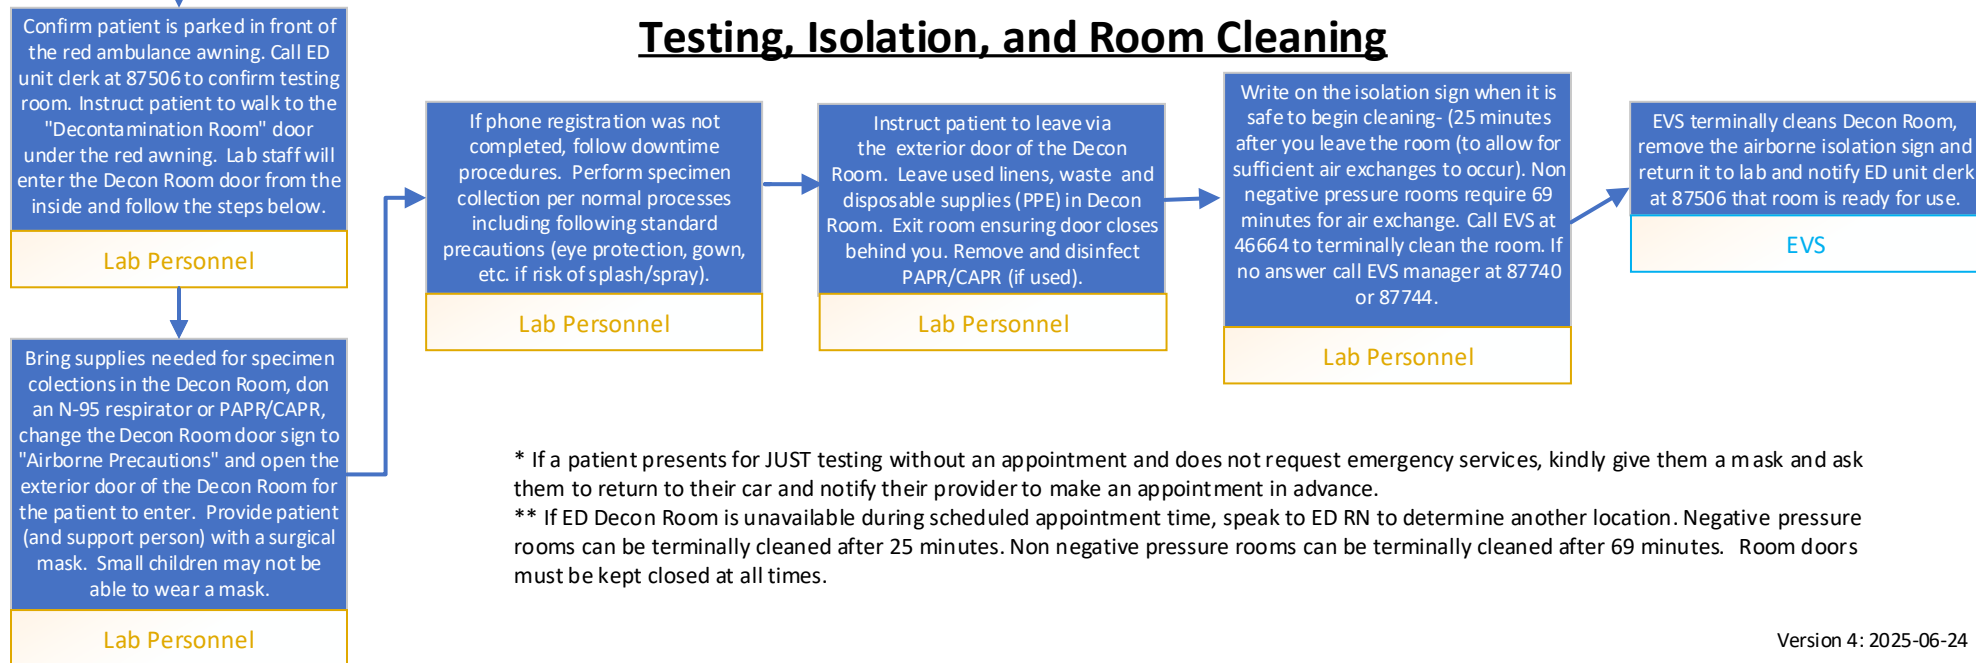 Testing, Isolation, and Room Cleaning
Confirm patient is parked in front of
the red ambulance awning. Call ED
unit clerk at 87506 to confirm testing
room. Instruct patient to walk to the
"Decontamination Room" door
under the red awning. Lab staff will
enter the Decon Room door from the
inside and follow the steps below.
Lab Personnel
Bring supplies needed for specimen
colections in the Decon Room, don
an N-95 respirator or PAPR/CAPR,
change the Decon Room door sign to
"Airborne Precautions" and open the
exterior door of the Decon Room for
the patient to enter. Provide patient
(and support person) with a surgical
mask. Small children may not be
able to wear a mask.
Lab Personnel
If phone registration was not
completed, follow downtime
procedures. Perform specimen
collection per normal processes
including following standard
precautions (eye protection, gown,
etc. if risk of splash/spray).
Lab Personnel
Instruct patient to leave via
the exterior door of the Decon
Room. Leave used linens, waste and
disposable supplies (PPE) in Decon
Room. Exit room ensuring door closes
behind you. Remove and disinfect
PAPR/CAPR (if used).
Lab Personnel
Write on the isolation sign when it is
safe to begin cleaning- (25 minutes
after you leave the room (to allow for
sufficient air exchanges to occur). Non
negative pressure rooms require 69
minutes for air exchange. Call EVS at
46664 to terminally clean the room. If
no answer call EVS manager at 87740
or 87744.
Lab Personnel
EVS terminally cleans Decon Room,
remove the airborne isolation sign and
return it to lab and notify ED unit clerk
at 87506 that room is ready for use.
EVS
* If a patient presents for JUST testing without an appointment and does not request emergency services, kindly give them a mask and ask
them to return to their car and notify their provider to make an appointment in advance.
** If ED Decon Room is unavailable during scheduled appointment time, speak to ED RN to determine another location. Negative pressure
rooms can be terminally cleaned after 25 minutes. Non negative pressure rooms can be terminally cleaned after 69 minutes. Room doors
must be kept closed at all times.
Version 4: 2025-06-24